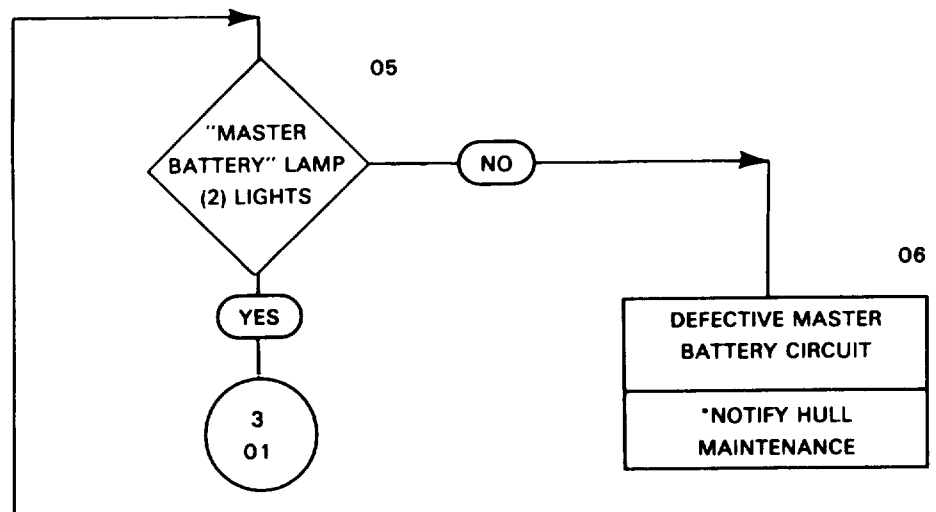 05
"MASTER
BATTERY" LAMP
(2) LIGHTS
NO
06
YES
DEFECTIVE MASTER
BATTERY CIRCUIT
*NOTIFY HULL
MAINTENANCE
3
01